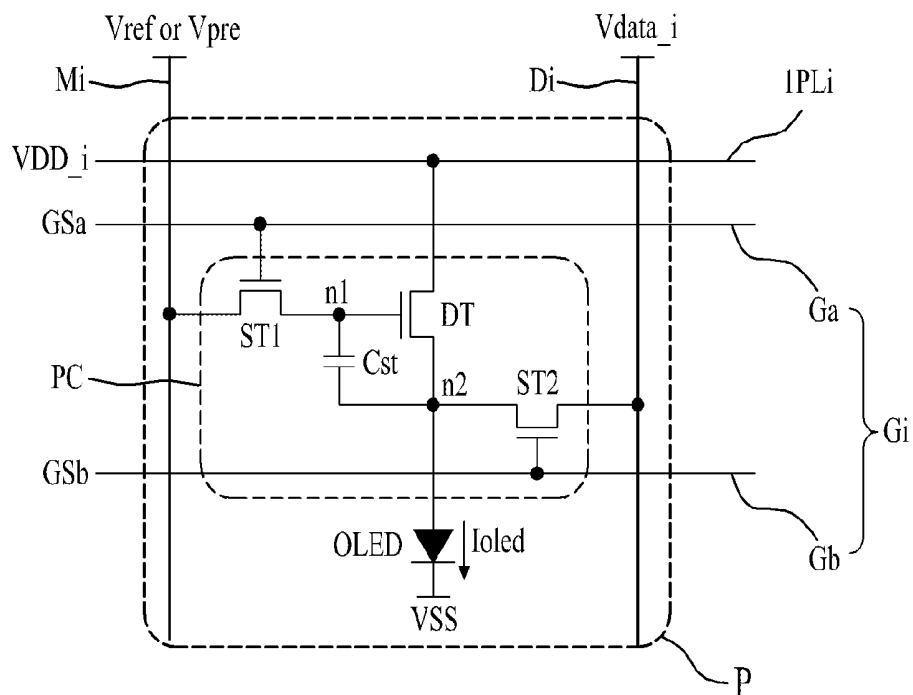 Vref or Vpre
Vdata_i
Mi
Di
1PLi
VDD_i
GSa
Ga
n1
DT
ST1
Cst
PC
n2
ST2
Gi
GSb
OLED
Ioled
Gb
VSS
P